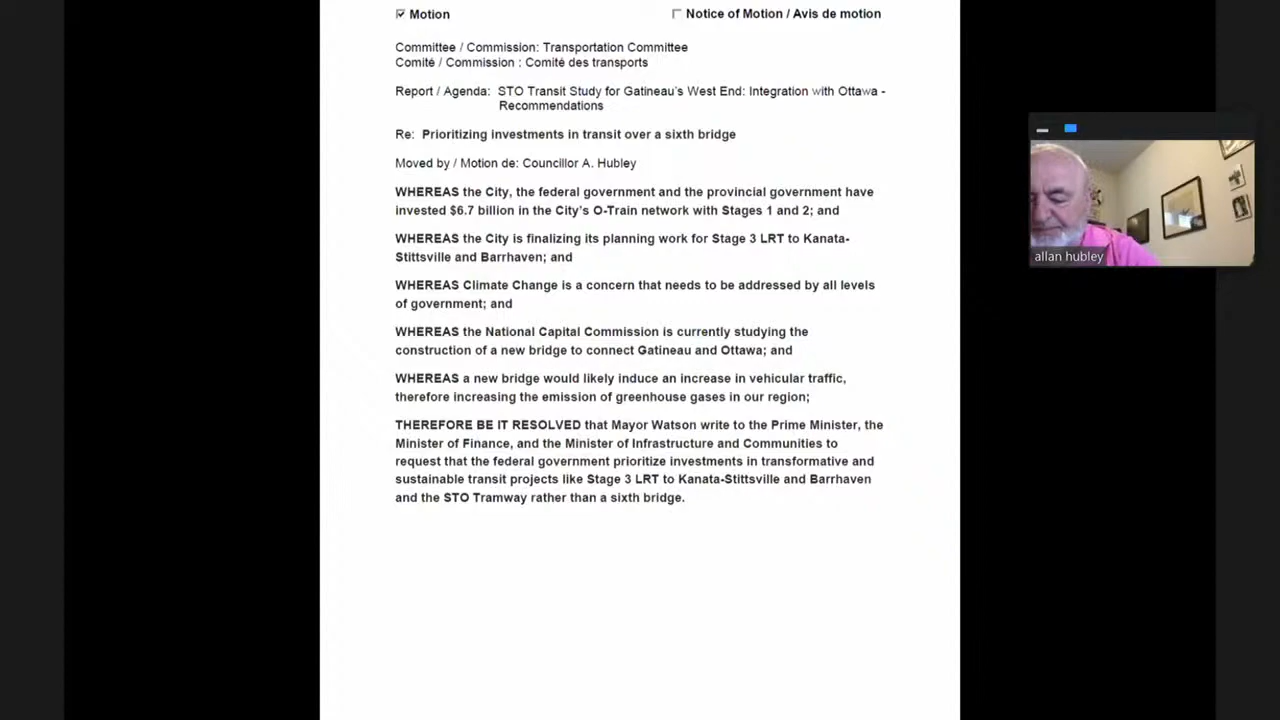 Motion
Notice of Motion / Avis de motion
Committee / Commission: Transportation Committee
Comité / Commission : Comité des transports
Report / Agenda: STO Transit Study for Gatineau's West End: Integration with Ottawa -
Recommendations
Re: Prioritizing investments in transit over a sixth bridge
Moved by / Motion de: Councillor A. Hubley
WHEREAS the City, the federal government and the provincial government have
invested $6.7 billion in the City's O-Train network with Stages 1 and 2; and
WHEREAS the City is finalizing its planning work for Stage 3 LRT to Kanata-
Stittsville and Barrhaven; and
WHEREAS Climate Change is a concern that needs to be addressed by all levels
of government; and
WHEREAS the National Capital Commission is currently studying the
construction of a new bridge to connect Gatineau and Ottawa; and
WHEREAS a new bridge would likely induce an increase in vehicular traffic,
therefore increasing the emission of greenhouse gases in our region;
THEREFORE BE IT RESOLVED that Mayor Watson write to the Prime Minister, the
Minister of Finance, and the Minister of Infrastructure and Communities to
request that the federal government prioritize investments in transformative and
sustainable transit projects like Stage 3 LRT to Kanata-Stittsville and Barrhaven
and the STO Tramway rather than a sixth bridge.
allan hubley